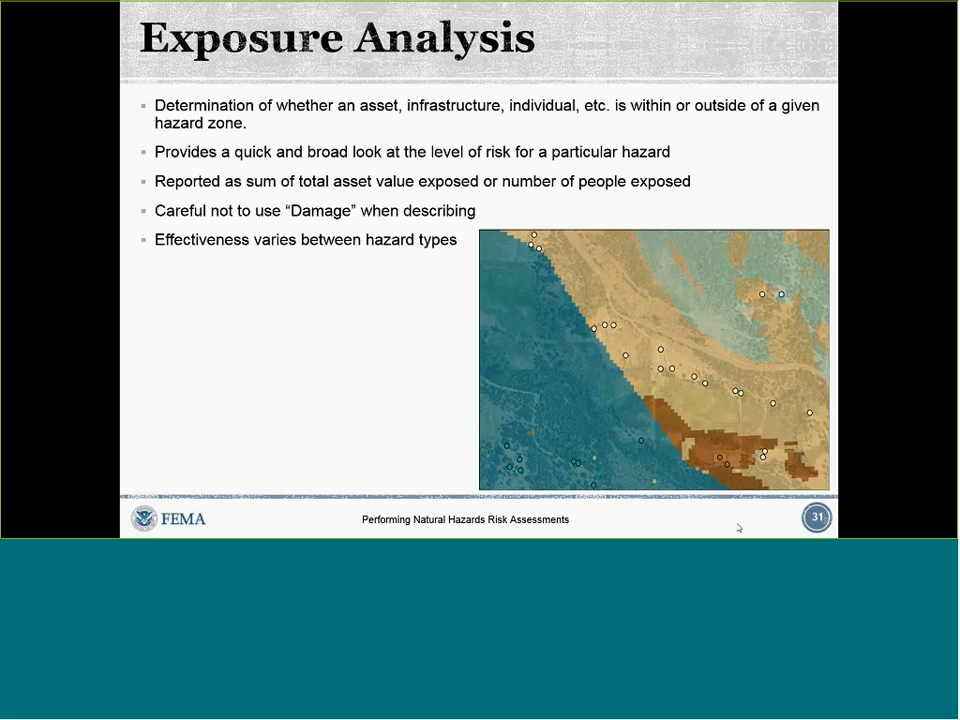 Exposure Analysis
Determination of whether an asset, infrastructure, individual, etc. is within or outside of a given
hazard zone.
Provides a quick and broad look at the level of risk for a particular hazard
Reported as sum of total asset value exposed or number of people exposed
Careful not to use “Damage” when describing
Effectiveness varies between hazard types
FEMA
Performing Natural Hazards Risk Assessments
31